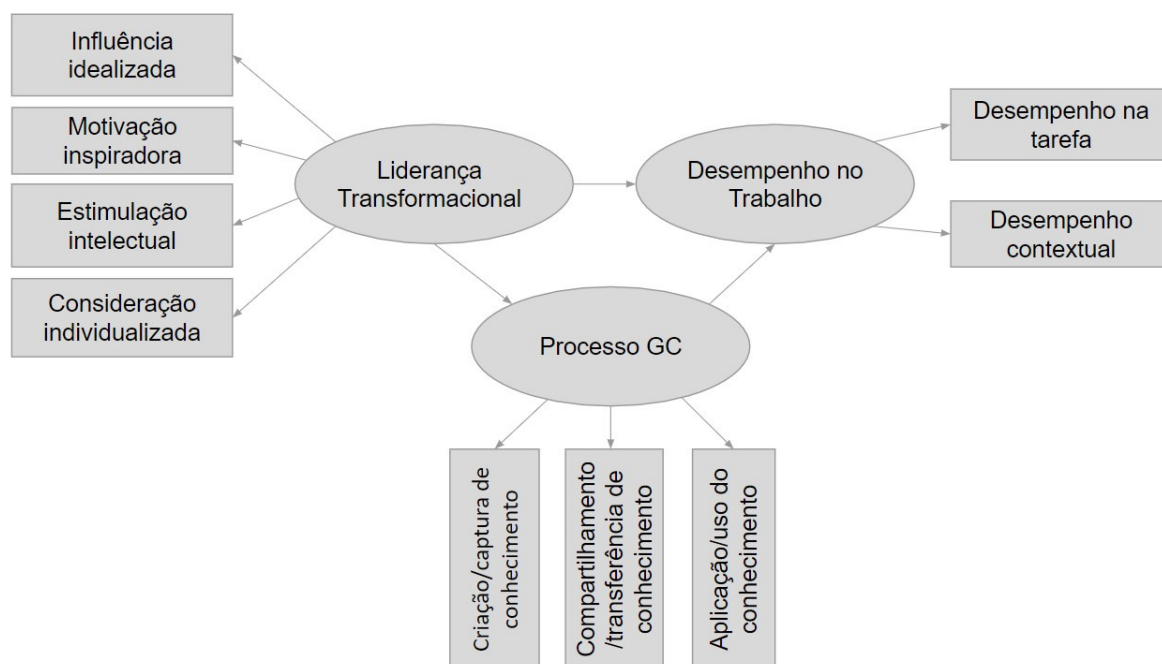 Influência
idealizada
Motivação
inspiradora
Estimulação
intelectual
Consideração
individualizada
Liderança
Transformacional
Desempenho no
Trabalho
Desempenho na
tarefa
Desempenho
contextual
Processo GC
Criação/captura de
conhecimento
Compartilhamento
/transferência de
conhecimento
Aplicação/uso do
conhecimento